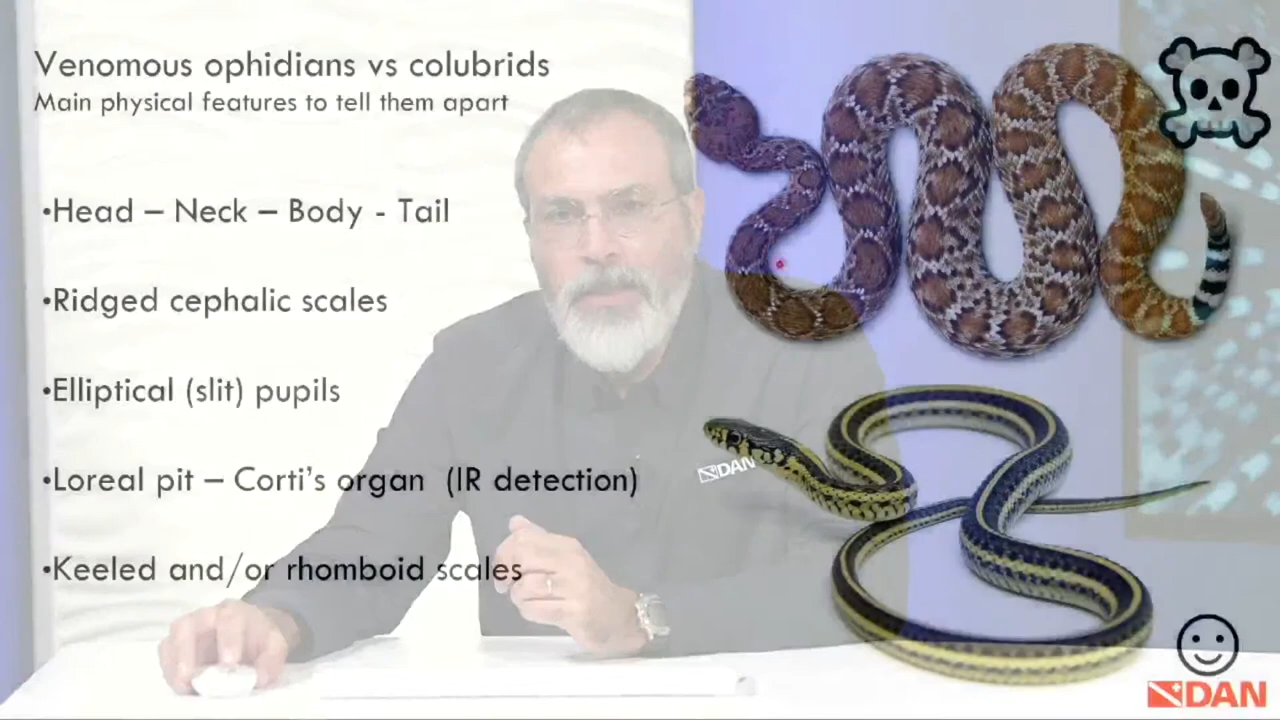 Venomous ophidians vs colubrids
Main physical features to tell them apart
•Head – Neck – Body - Tail
•Ridged cephalic scales
•Elliptical (slit) pupils
•Loreal pit – Corti's organ (IR detection)
•Keeled and/or rhomboid scales
DAN
DAN